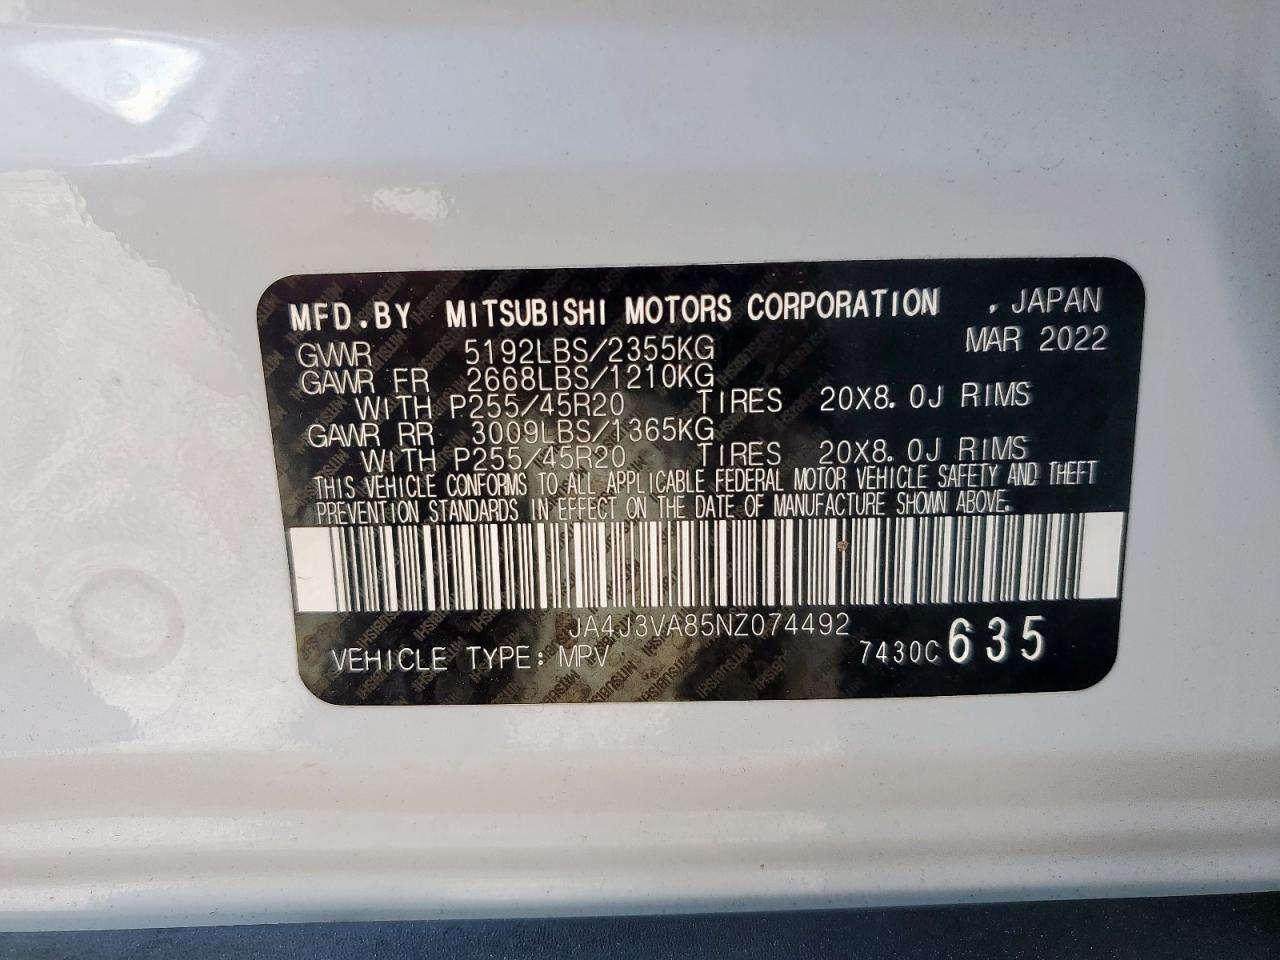 MFD.BY MITSUBISHI MOTORS CORPORATION , JAPAN
GVWR 5192LBS/2355KG MAR 2022
GAWR FR 2668LBS/1210KG
WITH P255/45R20 TIRES 20X8.0J RIMS
GAWR RR 3009LBS/1365KG
WITH P255/45R20 TIRES 20X8.0J RIMS
THIS VEHICLE CONFORMS TO ALL APPLICABLE FEDERAL MOTOR VEHICLE SAFETY AND THEFT
PREVENTION STANDARDS IN EFFECT ON THE DATE OF MANUFACTURE SHOWN ABOVE.
JA4J3VA85NZ074492
VEHICLE TYPE: MPV 7430C 635